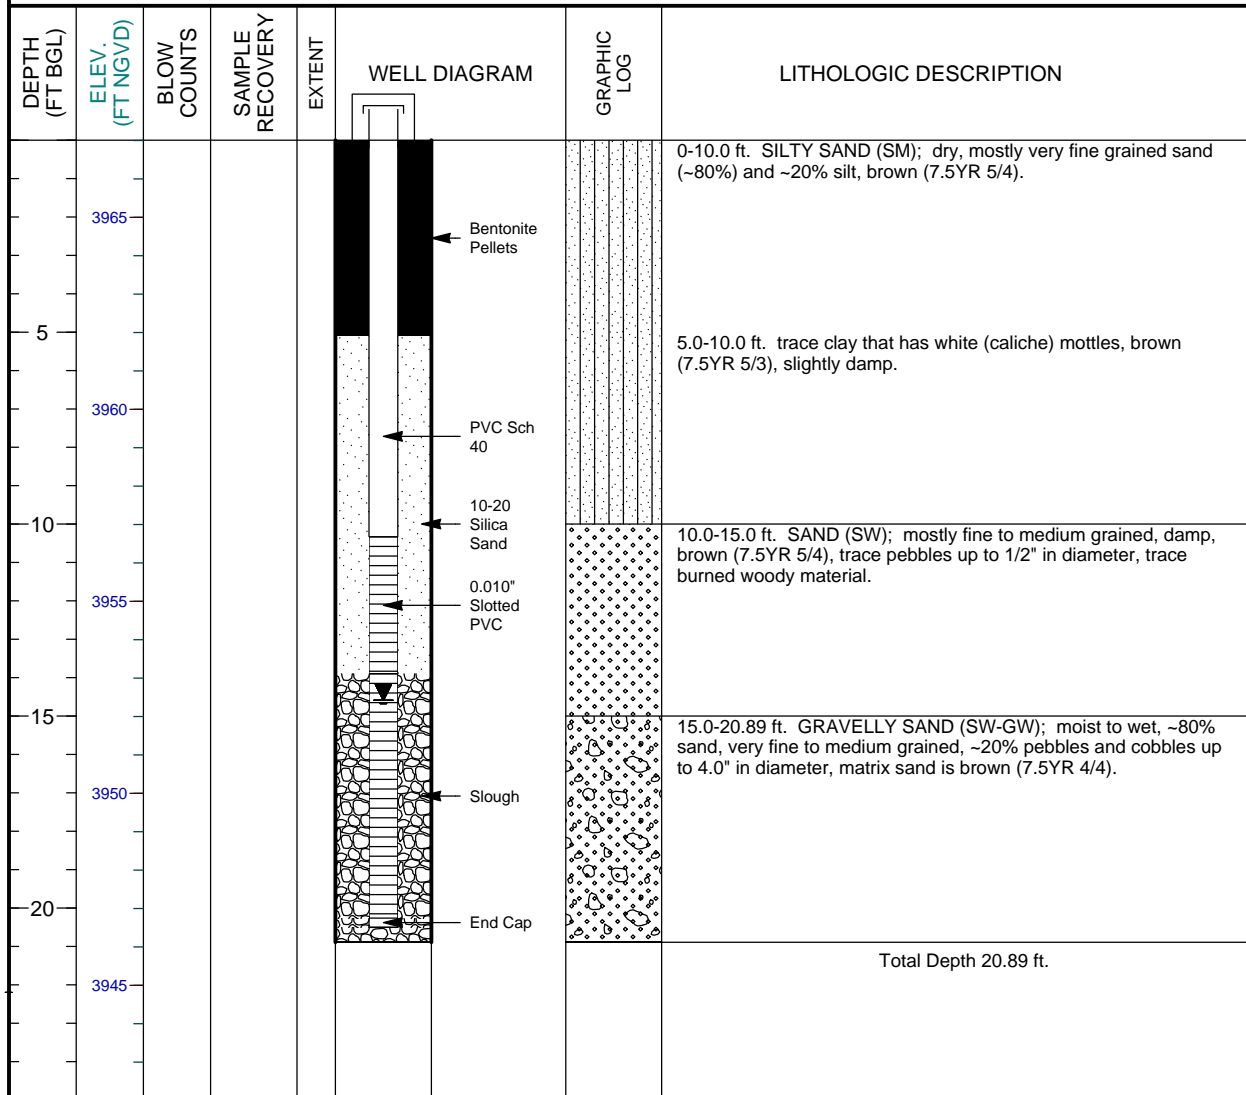 DEPTH
(FT BGL)
ELEV.
(FT NGVD)
BLOW
COUNTS
SAMPLE
RECOVERY
EXTENT
WELL DIAGRAM
GRAPHIC
LOG
LITHOLOGIC DESCRIPTION
0-10.0 ft.  SILTY SAND (SM);  dry, mostly very fine grained sand
(~80%) and ~20% silt, brown (7.5YR 5/4).
3965
Bentonite
Pellets
5
5.0-10.0 ft.  trace clay that has white (caliche) mottles, brown
(7.5YR 5/3), slightly damp.
3960
PVC Sch
40
10-20
Silica
Sand
10
10.0-15.0 ft.  SAND (SW);  mostly fine to medium grained, damp,
brown (7.5YR 5/4), trace pebbles up to 1/2" in diameter, trace
burned woody material.
0.010"
Slotted
PVC
3955
15
15.0-20.89 ft.  GRAVELLY SAND (SW-GW);  moist to wet, ~80%
sand, very fine to medium grained, ~20% pebbles and cobbles up
to 4.0" in diameter, matrix sand is brown (7.5YR 4/4).
3950
Slough
20
End Cap
Total Depth 20.89 ft.
3945